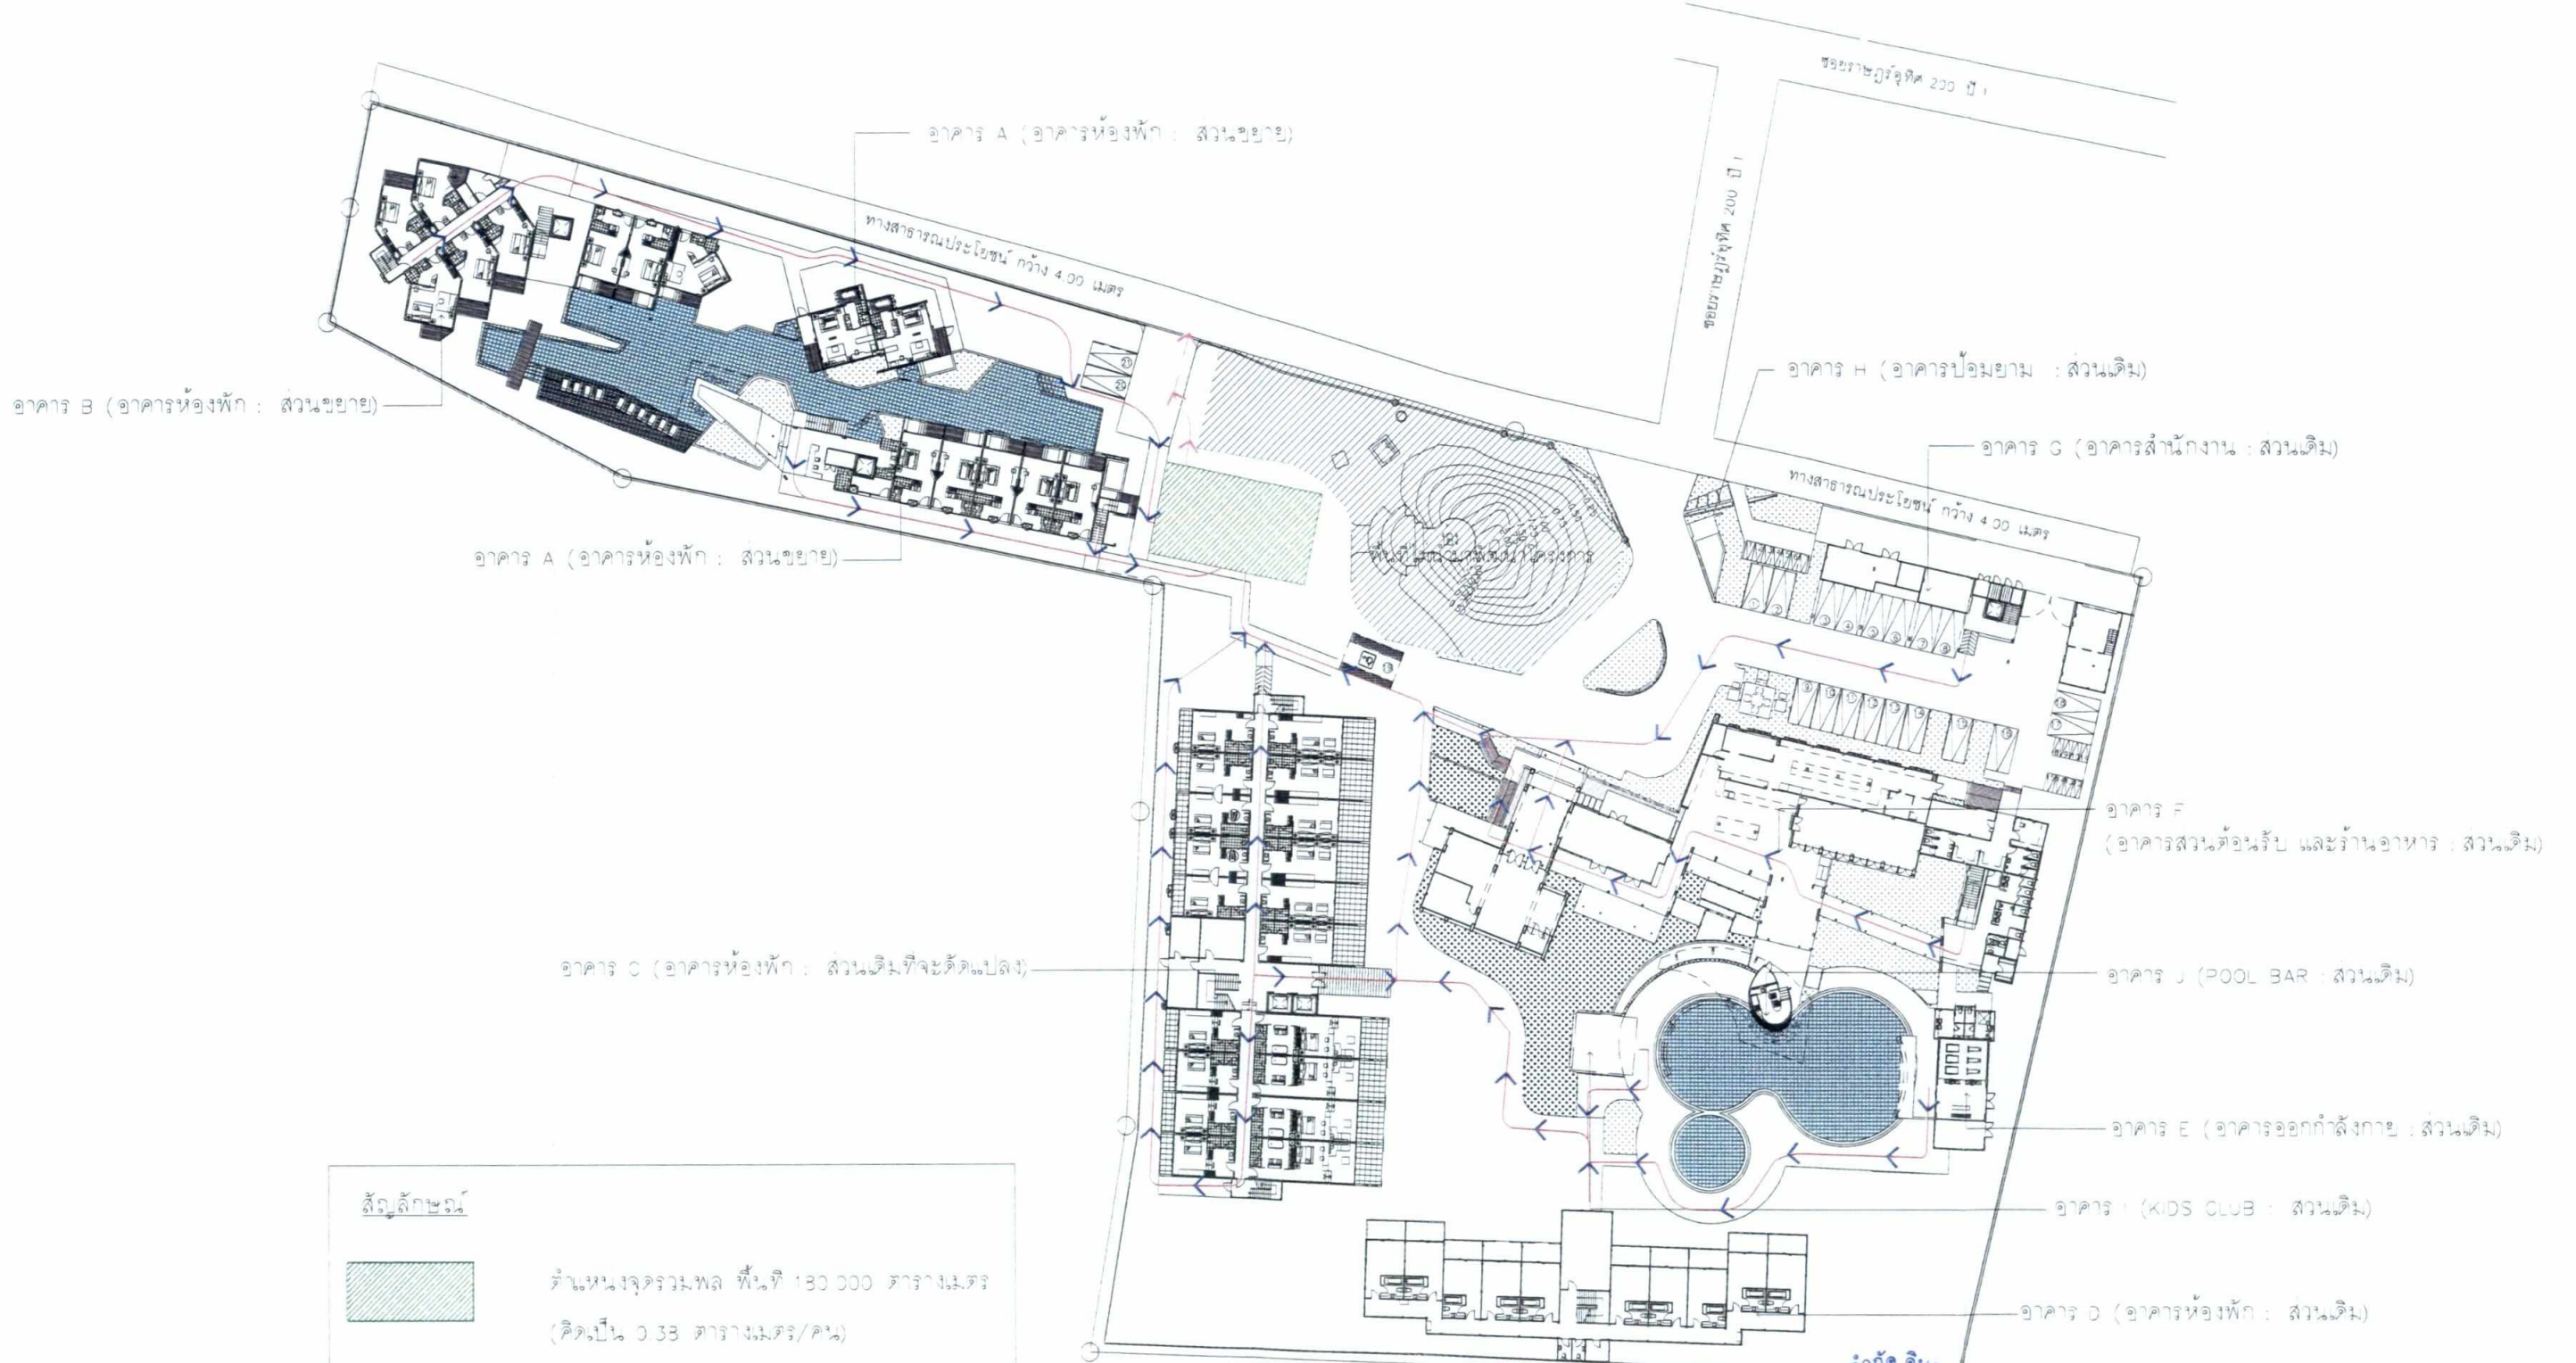 ซอยราษฎร์อุทิศ 200 ปี 1
อาคาร A (อาคารห้องพัก : ส่วนขยาย)
ซอยราษฎร์อุทิศ 200 ปี 1
ทางสาธารณประโยชน์ กว้าง 4.00 เมตร
อาคาร H (อาคารป้อมยาม : ส่วนเดิม)
อาคาร B (อาคารห้องพัก : ส่วนขยาย)
อาคาร G (อาคารสำนักงาน : ส่วนเดิม)
ทางสาธารณประโยชน์ กว้าง 4.00 เมตร
อาคาร A (อาคารห้องพัก : ส่วนขยาย)
อาคาร F
(อาคารส่วนต้อนรับ และร้านอาหาร : ส่วนเดิม)
อาคาร C (อาคารห้องพัก : ส่วนเดิมที่จะดัดแปลง)
อาคาร J (POOL BAR : ส่วนเดิม)
อาคาร E (อาคารออกกำลังกาย : ส่วนเดิม)
สัญลักษณ์
อาคาร I (KIDS CLUB : ส่วนเดิม)
ตำแหน่งจุดรวมพล พื้นที่ 180.000 ตารางเมตร
อาคาร D (อาคารห้องพัก : ส่วนเดิม)
(คิดเป็น 0.38 ตารางเมตร/คน)